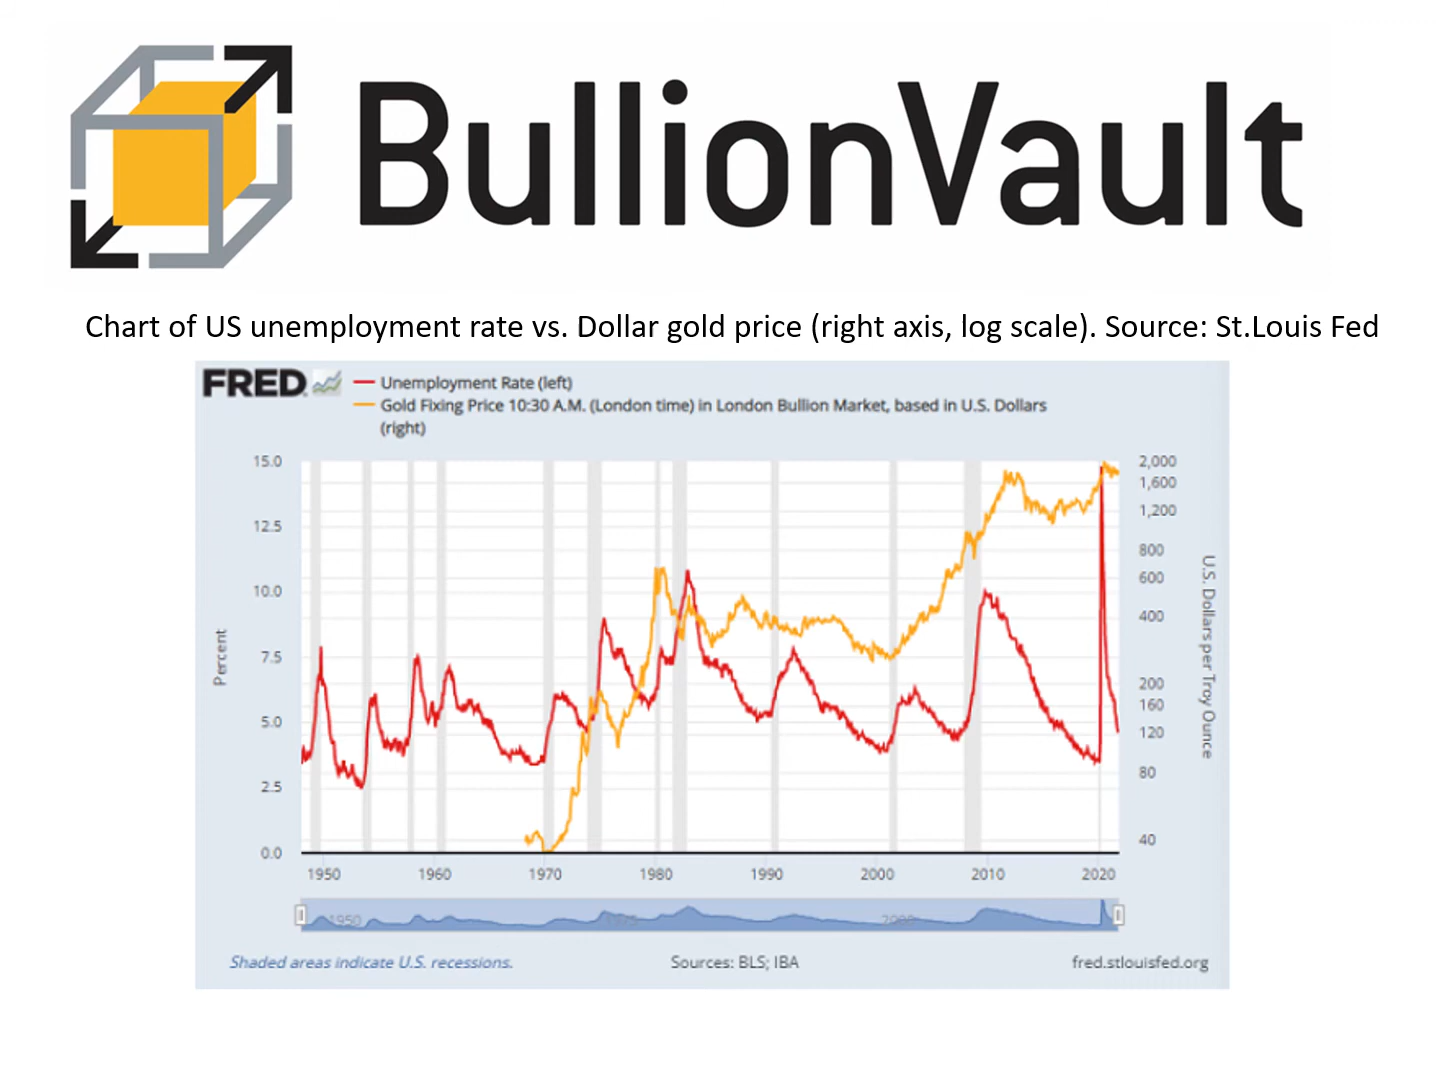 BullionVault
Chart of US unemployment rate vs. Dollar gold price (right axis, log scale). Source: St.Louis Fed
FRED
Unemployment Rate (left)
Gold Fixing Price 10:30 A.M. (London time) in London Bullion Market, based in U.S. Dollars
(right)
15.0
12.5
10.0
7.5
5.0
2.5
0.0
Percent
2,000
1,600
1,200
800
600
400
200
160
120
80
40
U.S. Dollars per Troy Ounce
1950 1960 1970 1980 1990 2000 2010 2020
1950 2000
Shaded areas indicate U.S. recessions. Sources: BLS; IBA fred.stlouisfed.org